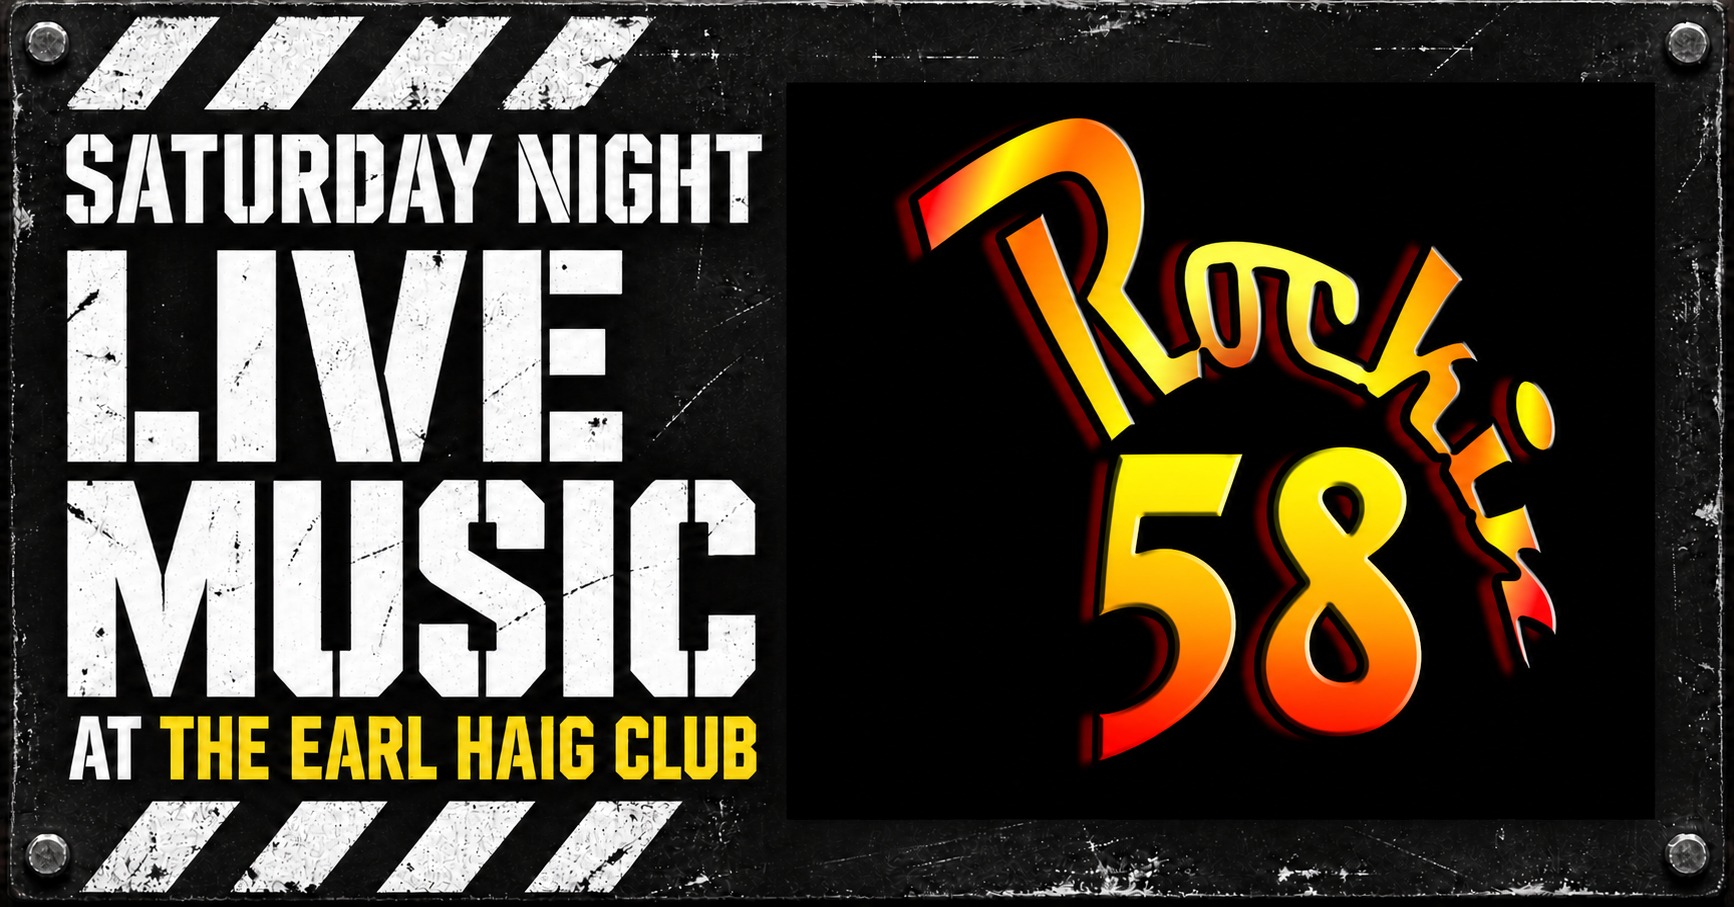 SATURDAY NIGHT
LIVE
MUSIC
AT THE EARL HAIG CLUB
Rockin
58